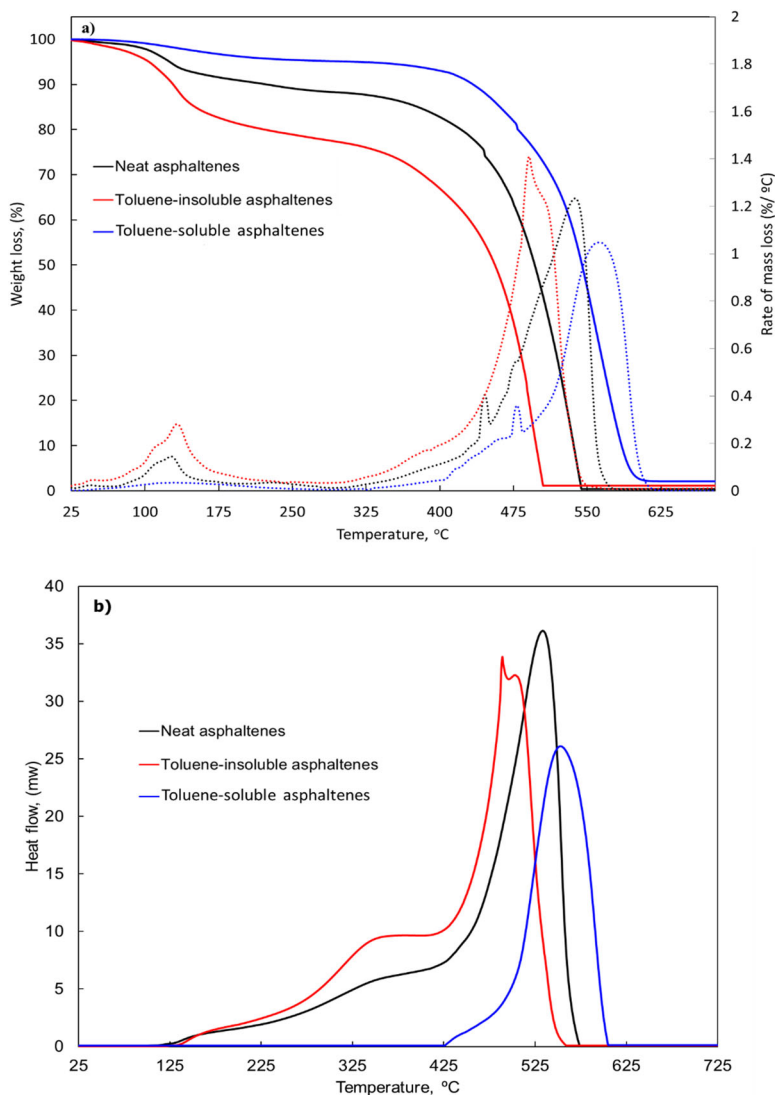 a)
100
90
80
70
60
50
40
30
20
10
0
Weight loss, (%)
2
1.8
1.6
1.4
1.2
1
0.8
0.6
0.4
0.2
0
Rate of mass loss (%/ ºC)
Neat asphaltenes
Toluene-insoluble asphaltenes
Toluene-soluble asphaltenes
25 100 175 250 325 400 475 550 625
Temperature, ºC
b)
40
35
30
25
20
15
10
5
0
Heat flow, (mw)
Neat asphaltenes
Toluene-insoluble asphaltenes
Toluene-soluble asphaltenes
25 125 225 325 425 525 625 725
Temperature, ºC